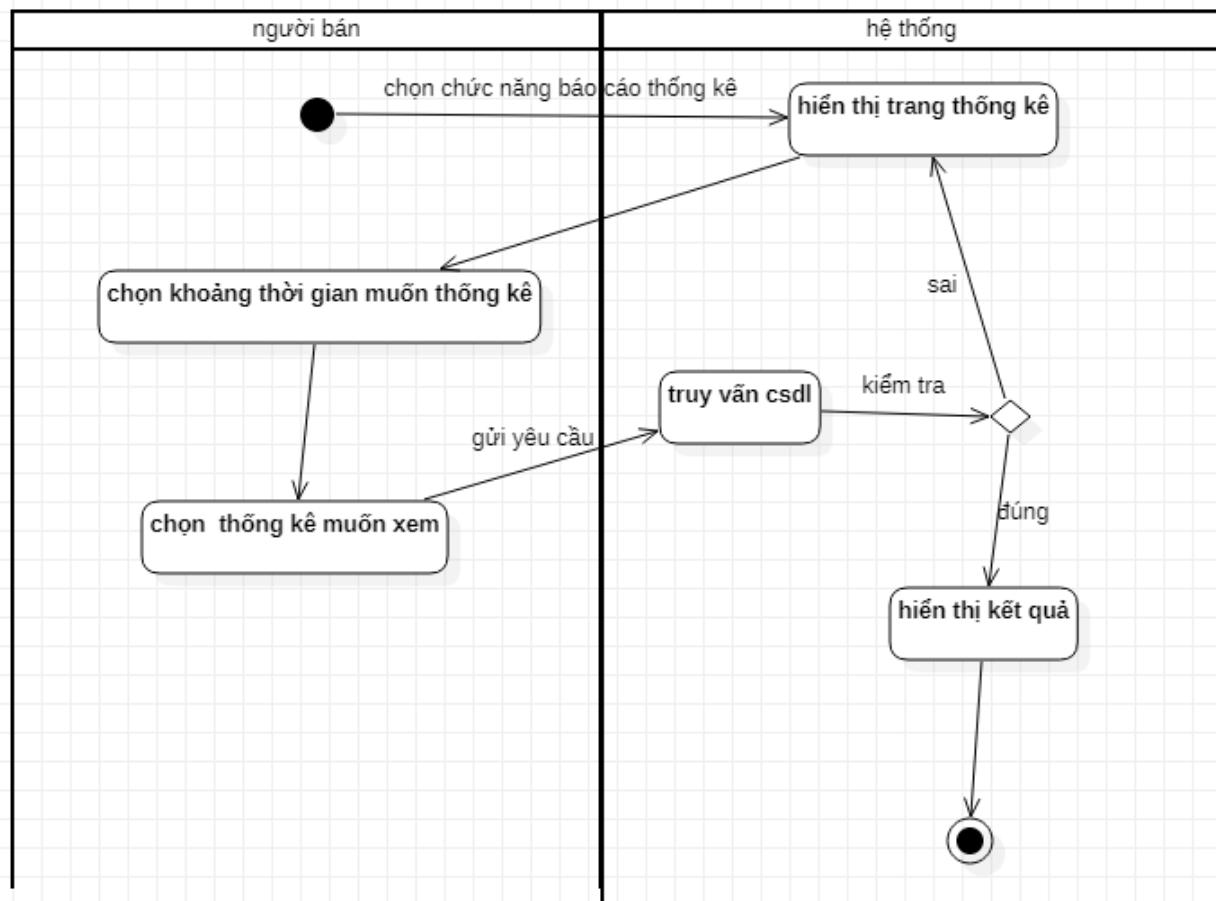 người bán
hệ thống
chọn chức năng báo cáo thống kê
hiển thị trang thống kê
chọn khoảng thời gian muốn thống kê
sai
truy vấn csdl
kiểm tra
gửi yêu cầu
chọn  thống kê muốn xem
đúng
hiển thị kết quả